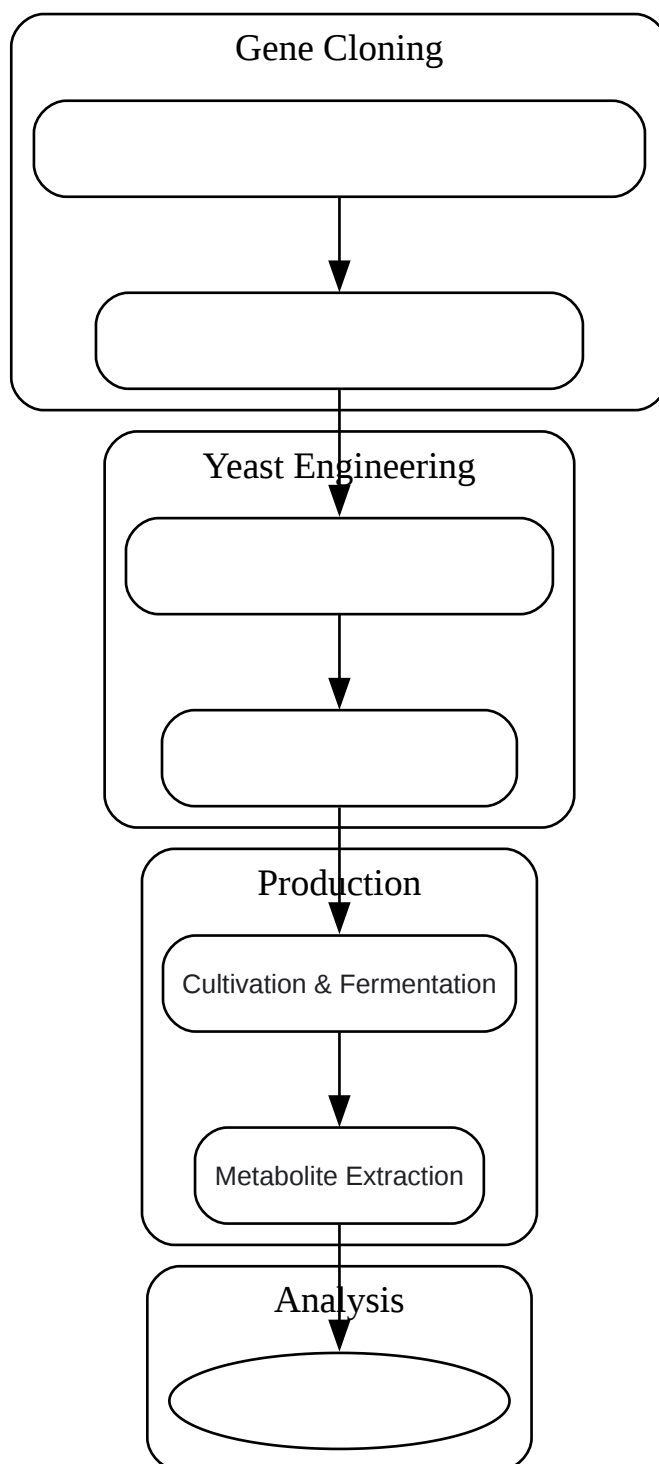 Gene Cloning
Yeast Engineering
Production
Cultivation & Fermentation
Metabolite Extraction
Analysis